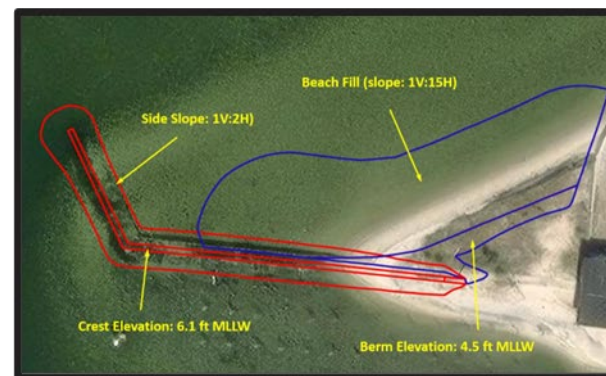 Beach Fill (slope: 1V:15H)
Side Slope: 1V:2H)
Crest Elevation: 6.1 ft MLLW
Berm Elevation: 4.5 ft MLLW